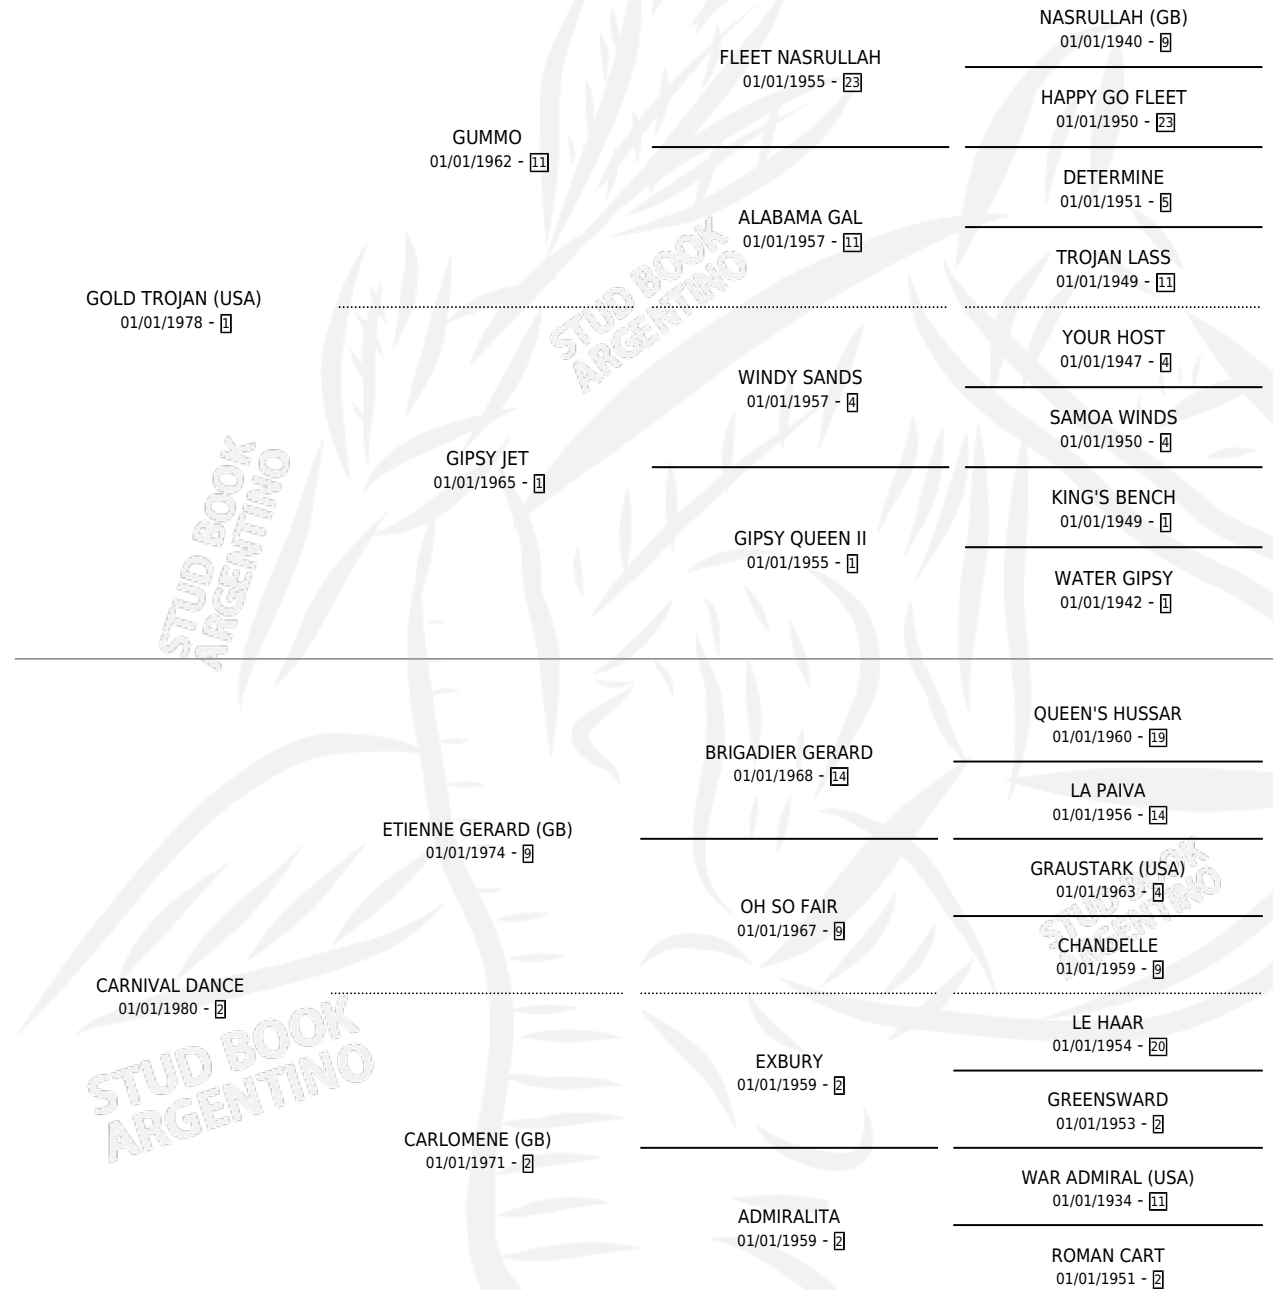 NASRULLAH (GB)
01/01/1940 - 9
FLEET NASRULLAH
01/01/1955 - 23
HAPPY GO FLEET
01/01/1950 - 23
GUMMO
01/01/1962 - 11
DETERMINE
01/01/1951 - 5
ALABAMA GAL
01/01/1957 - 11
TROJAN LASS
01/01/1949 - 11
GOLD TROJAN (USA)
01/01/1978 - 1
YOUR HOST
01/01/1947 - 4
WINDY SANDS
01/01/1957 - 4
SAMOA WINDS
01/01/1950 - 4
GIPSY JET
01/01/1965 - 1
KING'S BENCH
01/01/1949 - 1
GIPSY QUEEN II
01/01/1955 - 1
WATER GIPSY
01/01/1942 - 1
QUEEN'S HUSSAR
01/01/1960 - 19
BRIGADIER GERARD
01/01/1968 - 14
LA PAIVA
01/01/1956 - 14
ETIENNE GERARD (GB)
01/01/1974 - 9
GRAUSTARK (USA)
01/01/1963 - 4
OH SO FAIR
01/01/1967 - 9
CHANDELLE
01/01/1959 - 9
CARNIVAL DANCE
01/01/1980 - 2
LE HAAR
01/01/1954 - 20
EXBURY
01/01/1959 - 2
GREENSWARD
01/01/1953 - 2
CARLOMENE (GB)
01/01/1971 - 2
WAR ADMIRAL (USA)
01/01/1934 - 11
ADMIRALITA
01/01/1959 - 2
ROMAN CART
01/01/1951 - 2
STUD BOOK
ARGENTINO
STUD BOOK
ARGENTINO
STUD BOOK
ARGENTINO
STUD BOOK
ARGENTINO